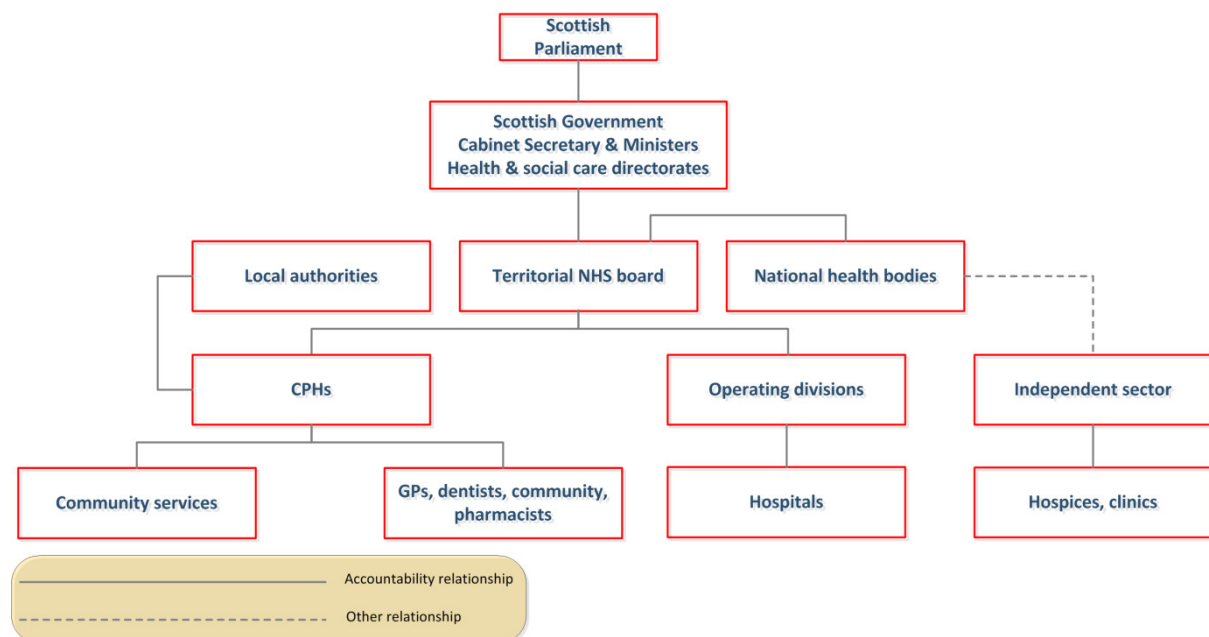 Scottish
Parliament
Scottish Government
Cabinet Secretary & Ministers
Health & social care directorates
Local authorities
Territorial NHS board
National health bodies
CPHs
Operating divisions
Independent sector
Community services
GPs, dentists, community,
pharmacists
Hospitals
Hospices, clinics
Accountability relationship
Other relationship